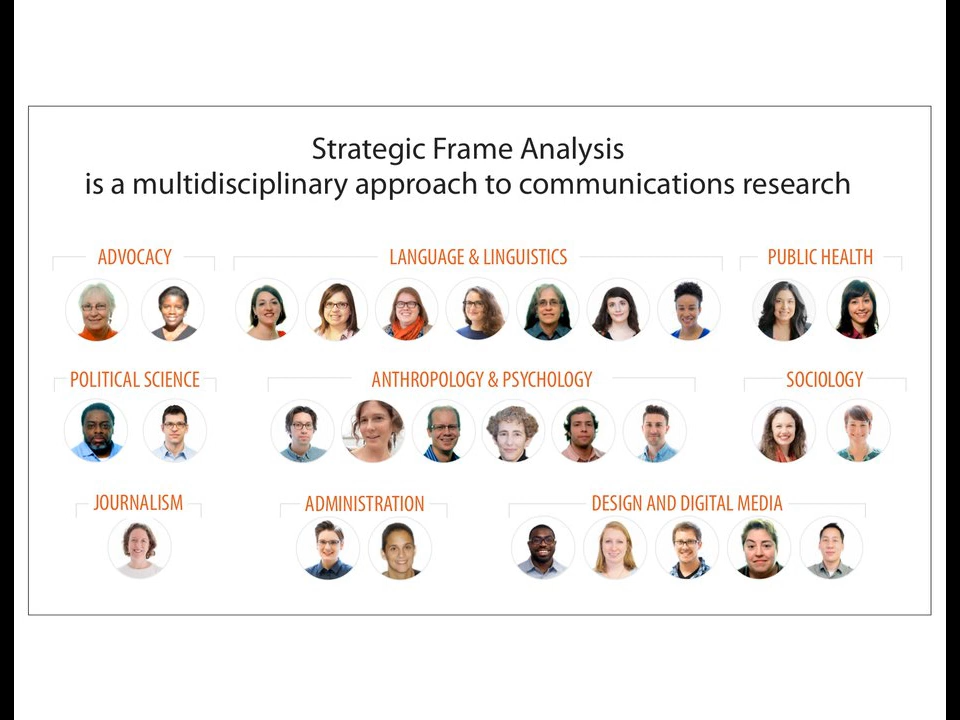 Strategic Frame Analysis
is a multidisciplinary approach to communications research
ADVOCACY
LANGUAGE & LINGUISTICS
PUBLIC HEALTH
POLITICAL SCIENCE
ANTHROPOLOGY & PSYCHOLOGY
SOCIOLOGY
JOURNALISM
ADMINISTRATION
DESIGN AND DIGITAL MEDIA